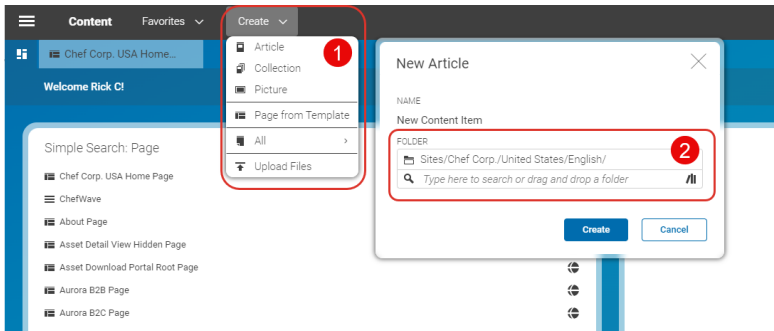 Content Favorites Create
Chef Corp. USA Home...
Welcome Rick C!
Article
Collection
Picture
Page from Template
All
Upload Files
1
New Article
NAME
New Content Item
FOLDER
2
Sites/Chef Corp./United States/English/
Type here to search or drag and drop a folder
Create Cancel
Simple Search: Page
Chef Corp. USA Home Page
ChefWave
About Page
Asset Detail View Hidden Page
Asset Download Portal Root Page
Aurora B2B Page
Aurora B2C Page